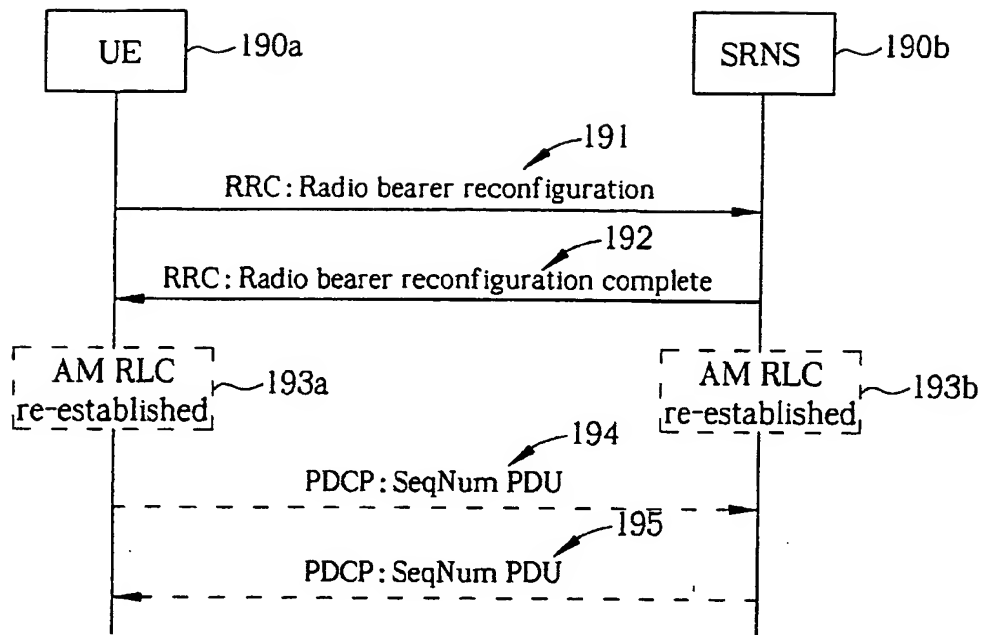 UE
190a
SRNS
190b
191
RRC: Radio bearer reconfiguration
192
RRC: Radio bearer reconfiguration complete
AM RLC
re-established
193a
AM RLC
re-established
193b
194
PDCP: SeqNum PDU
195
PDCP: SeqNum PDU